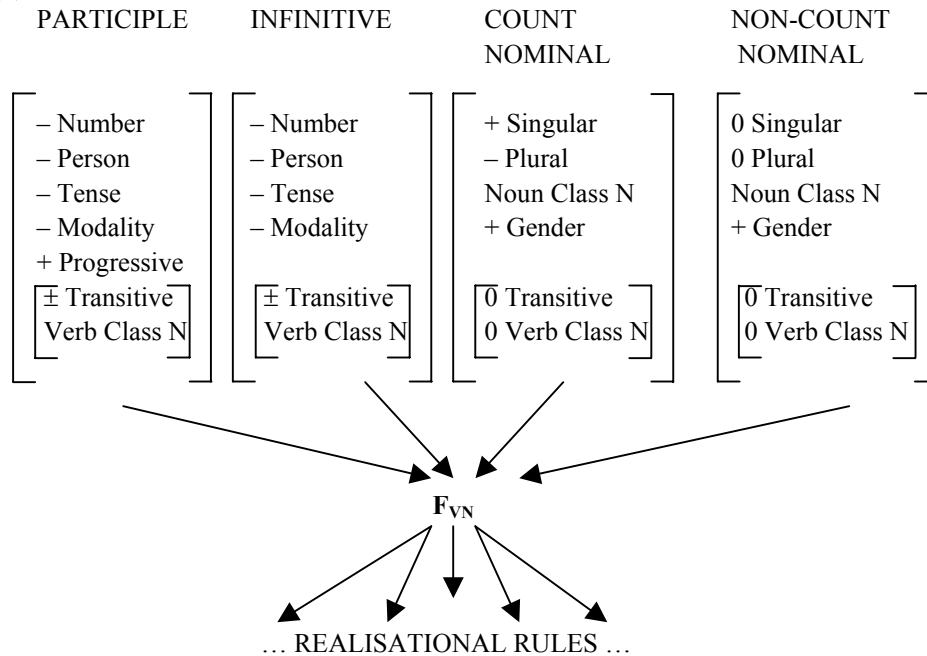 PARTICIPLE INFINITIVE COUNT NOMINAL NON-COUNT NOMINAL
– Number
– Person
– Tense
– Modality
+ Progressive
± Transitive
Verb Class N
– Number
– Person
– Tense
– Modality
± Transitive
Verb Class N
+ Singular
– Plural
Noun Class N
+ Gender
0 Transitive
0 Verb Class N
0 Singular
0 Plural
Noun Class N
+ Gender
0 Transitive
0 Verb Class N
F_VN
… REALISATIONAL RULES …